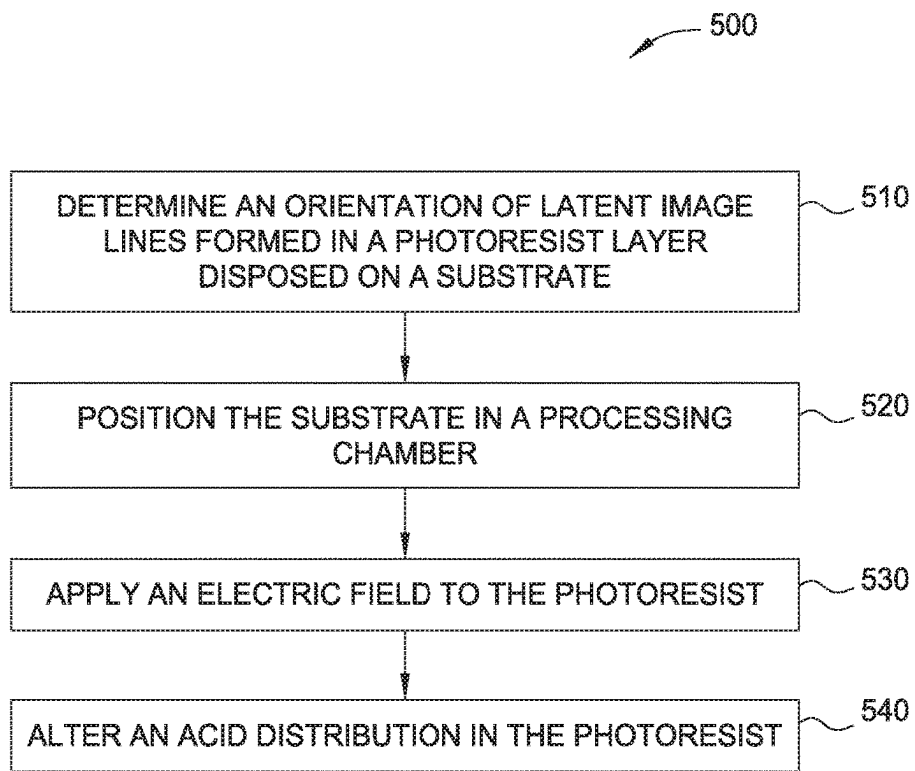 500
DETERMINE AN ORIENTATION OF LATENT IMAGE
LINES FORMED IN A PHOTORESIST LAYER
DISPOSED ON A SUBSTRATE
510
POSITION THE SUBSTRATE IN A PROCESSING
CHAMBER
520
APPLY AN ELECTRIC FIELD TO THE PHOTORESIST
530
ALTER AN ACID DISTRIBUTION IN THE PHOTORESIST
540